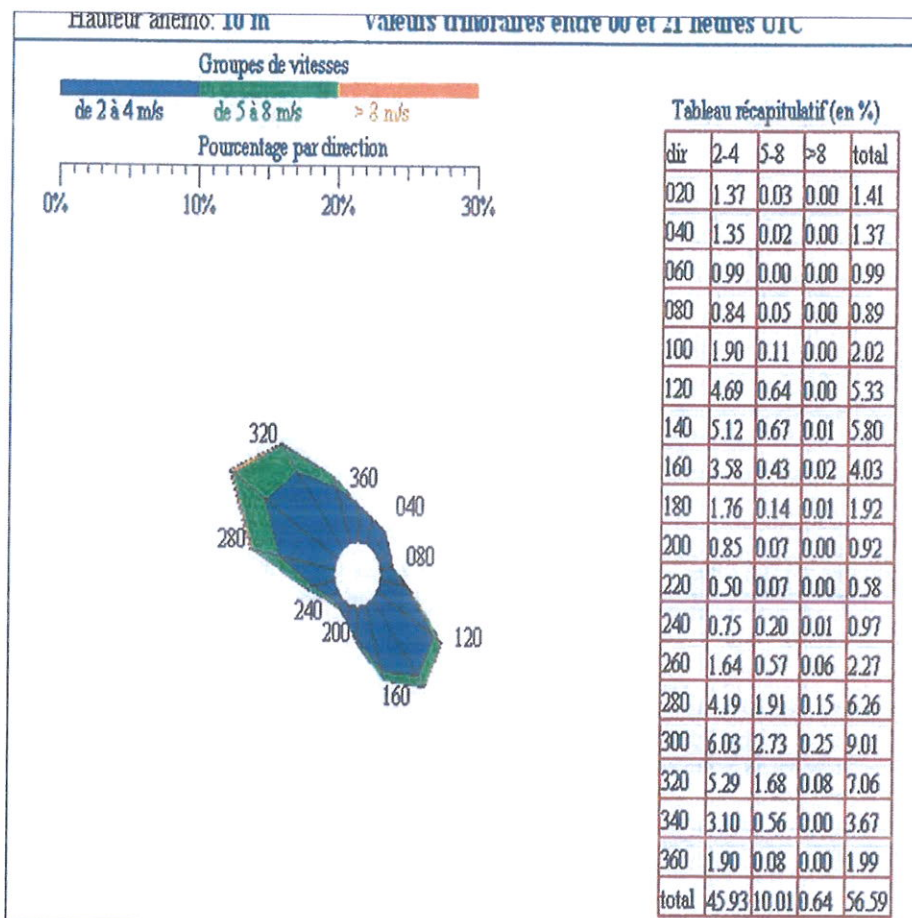 Hauteur anémo: 10 m Valeurs trihoraires entre 00 et 21 heures UTC
Groupes de vitesses
de 2 à 4 m/s de 5 à 8 m/s > 8 m/s
Pourcentage par direction
0% 10% 20% 30%
320
360
040
280
080
240
200
120
160
Tableau récapitulatif (en %)
dir 2-4 5-8 >8 total
020 1.37 0.03 0.00 1.41
040 1.35 0.02 0.00 1.37
060 0.99 0.00 0.00 0.99
080 0.84 0.05 0.00 0.89
100 1.90 0.11 0.00 2.02
120 4.69 0.64 0.00 5.33
140 5.12 0.67 0.01 5.80
160 3.58 0.43 0.02 4.03
180 1.76 0.14 0.01 1.92
200 0.85 0.07 0.00 0.92
220 0.50 0.07 0.00 0.58
240 0.75 0.20 0.01 0.97
260 1.64 0.57 0.06 2.27
280 4.19 1.91 0.15 6.26
300 6.03 2.73 0.25 9.01
320 5.29 1.68 0.08 7.06
340 3.10 0.56 0.00 3.67
360 1.90 0.08 0.00 1.99
total 45.93 10.01 0.64 56.59